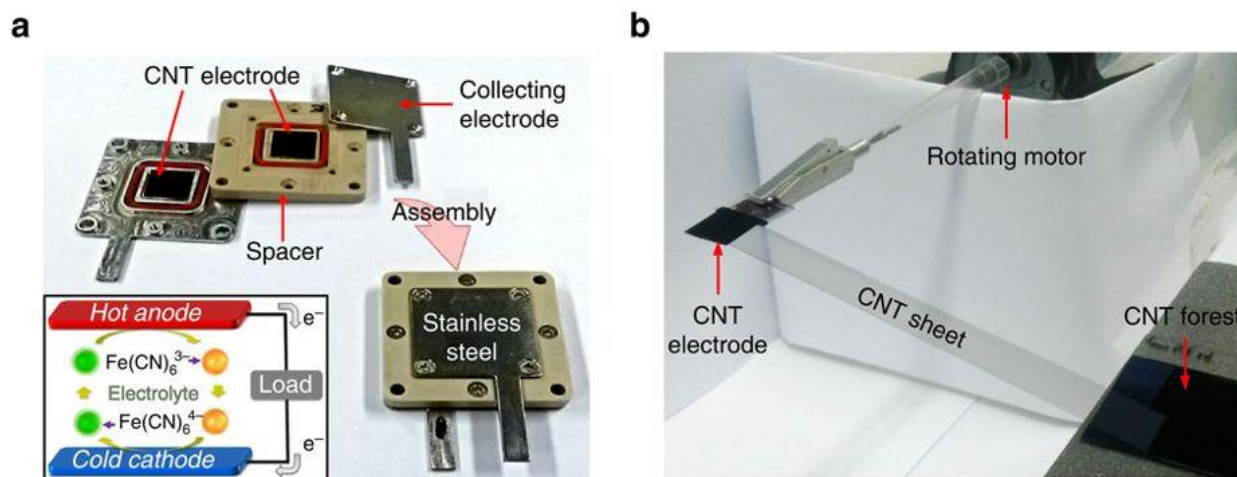 a
CNT electrode
Collecting
electrode
Assembly
Spacer
Stainless
steel
Hot anode
e⁻
Fe(CN)₆³⁻
Electrolyte
Load
Fe(CN)₆⁴⁻
e⁻
Cold cathode
b
Rotating motor
CNT
electrode
CNT sheet
CNT forest